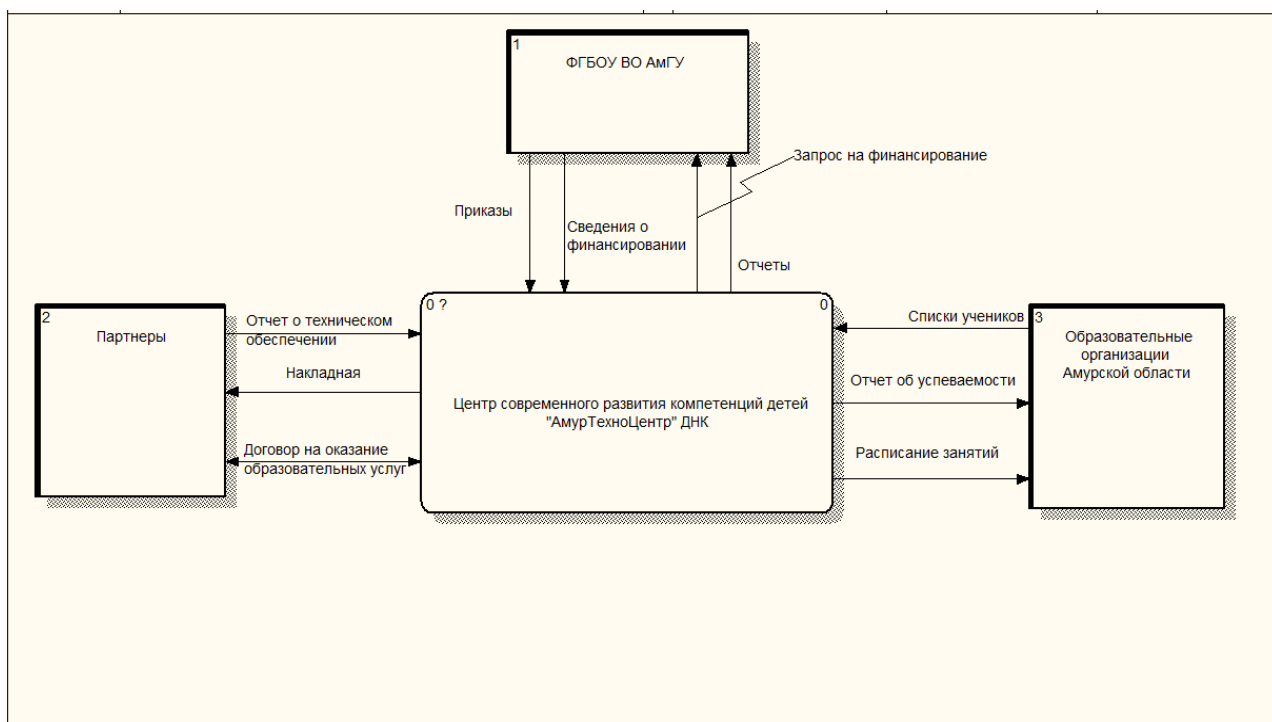 1
ФГБОУ ВО АмГУ
Запрос на финансирование
Приказы
Сведения о
финансировании
Отчеты
2
Партнеры
Отчет о техническом
обеспечении
Накладная
Договор на оказание
образовательных услуг
0 ?
0
Центр современного развития компетенций детей
"АмурТехноЦентр" ДНК
Списки учеников
Отчет об успеваемости
Расписание занятий
3
Образовательные
организации
Амурской области